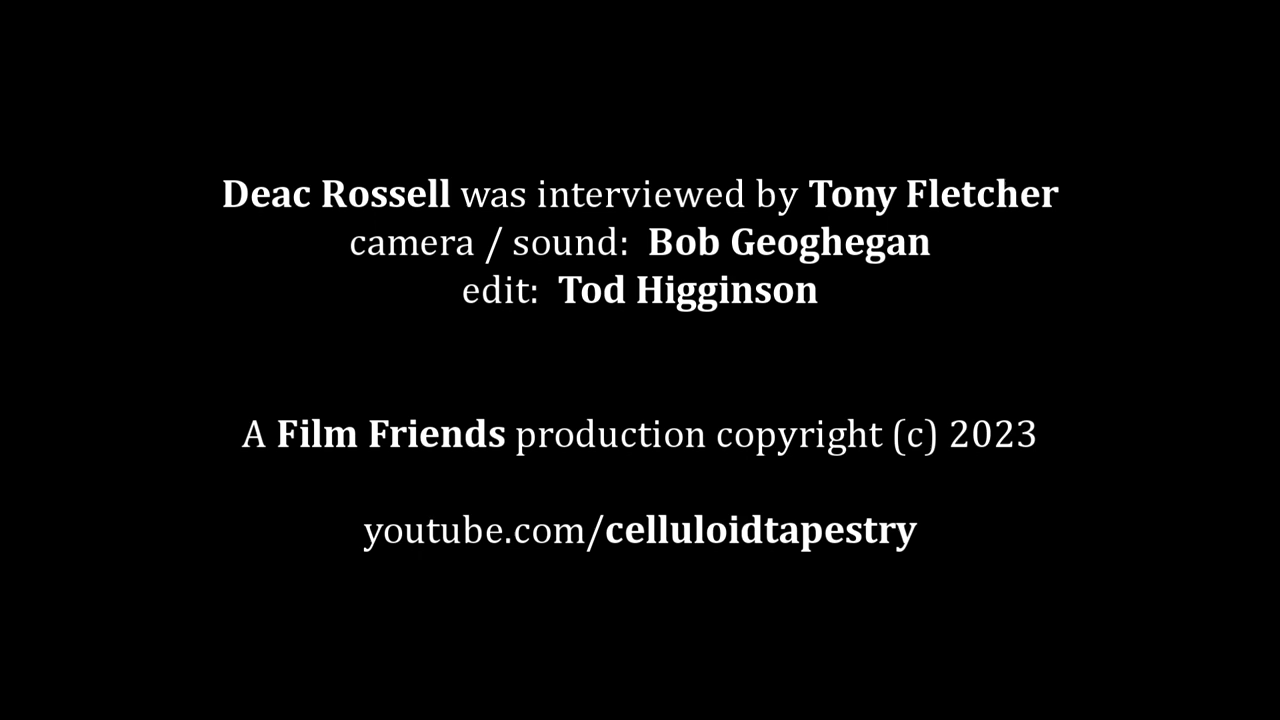 Deac Rossell was interviewed by Tony Fletcher
camera / sound: Bob Geoghegan
edit: Tod Higginson
A Film Friends production copyright (c) 2023
youtube.com/celluloidtapestry